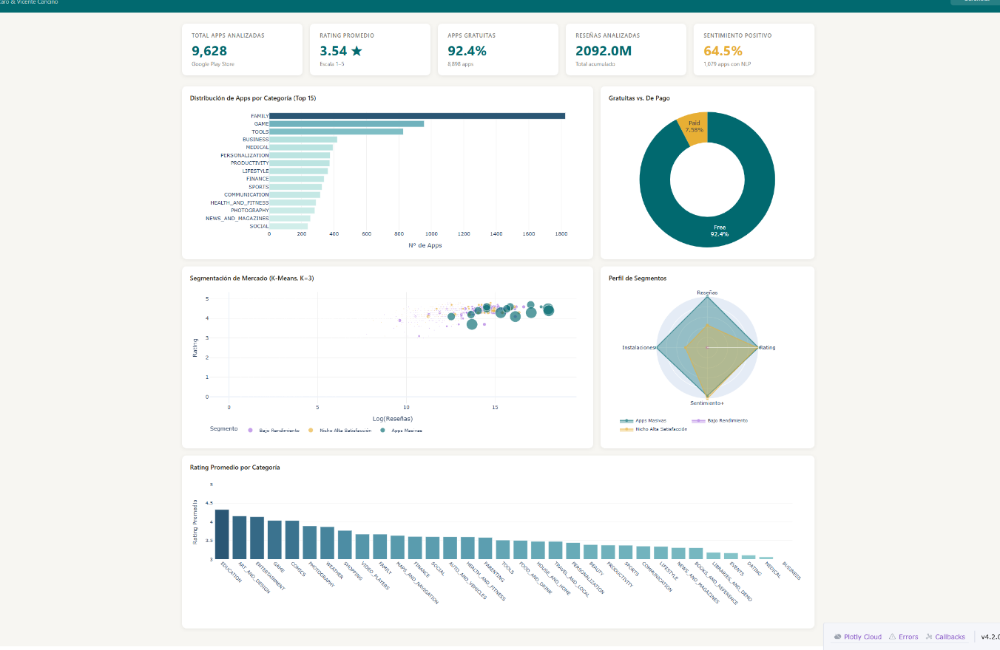 & Vicente Cancino
TOTAL APPS ANALIZADAS
9,628
Google Play Store
RATING PROMEDIO
3.54 ★
Escala 1–5
APPS GRATUITAS
92.4%
8,898 apps
RESEÑAS ANALIZADAS
2092.0M
Total acumulado
SENTIMIENTO POSITIVO
64.5%
1,079 apps con NLP
Distribución de Apps por Categoría (Top 15)
FAMILY
GAME
TOOLS
BUSINESS
MEDICAL
PERSONALIZATION
PRODUCTIVITY
LIFESTYLE
FINANCE
SPORTS
COMMUNICATION
HEALTH_AND_FITNESS
PHOTOGRAPHY
NEWS_AND_MAGAZINES
SOCIAL
0 200 400 600 800 1000 1200 1400 1600 1800
Nº de Apps
Gratuitas vs. De Pago
Paid
7.58%
Free
92.4%
Segmentación de Mercado (K-Means, K=3)
5
4
3
2
1
0
Rating
0 5 10 15
Log(Reseñas)
Segmento Bajo Rendimiento Nicho Alta Satisfacción Apps Masivas
Perfil de Segmentos
Reseñas
Instalaciones
Rating
Sentimiento+
Apps Masivas Bajo Rendimiento
Nicho Alta Satisfacción
Rating Promedio por Categoría
5
4.5
4
3.5
3
Rating Promedio
EDUCATION
ART_AND_DESIGN
ENTERTAINMENT
GAME
COMICS
PHOTOGRAPHY
WEATHER
SHOPPING
VIDEO_PLAYERS
FAMILY
MAPS_AND_NAVIGATION
FINANCE
SOCIAL
AUTO_AND_VEHICLES
HEALTH_AND_FITNESS
PARENTING
TOOLS
FOOD_AND_DRINK
HOUSE_AND_HOME
TRAVEL_AND_LOCAL
PERSONALIZATION
BEAUTY
PRODUCTIVITY
SPORTS
COMMUNICATION
LIFESTYLE
NEWS_AND_MAGAZINES
BOOKS_AND_REFERENCE
LIBRARIES_AND_DEMO
EVENTS
DATING
MEDICAL
BUSINESS
Plotly Cloud Errors Callbacks v4.2.0